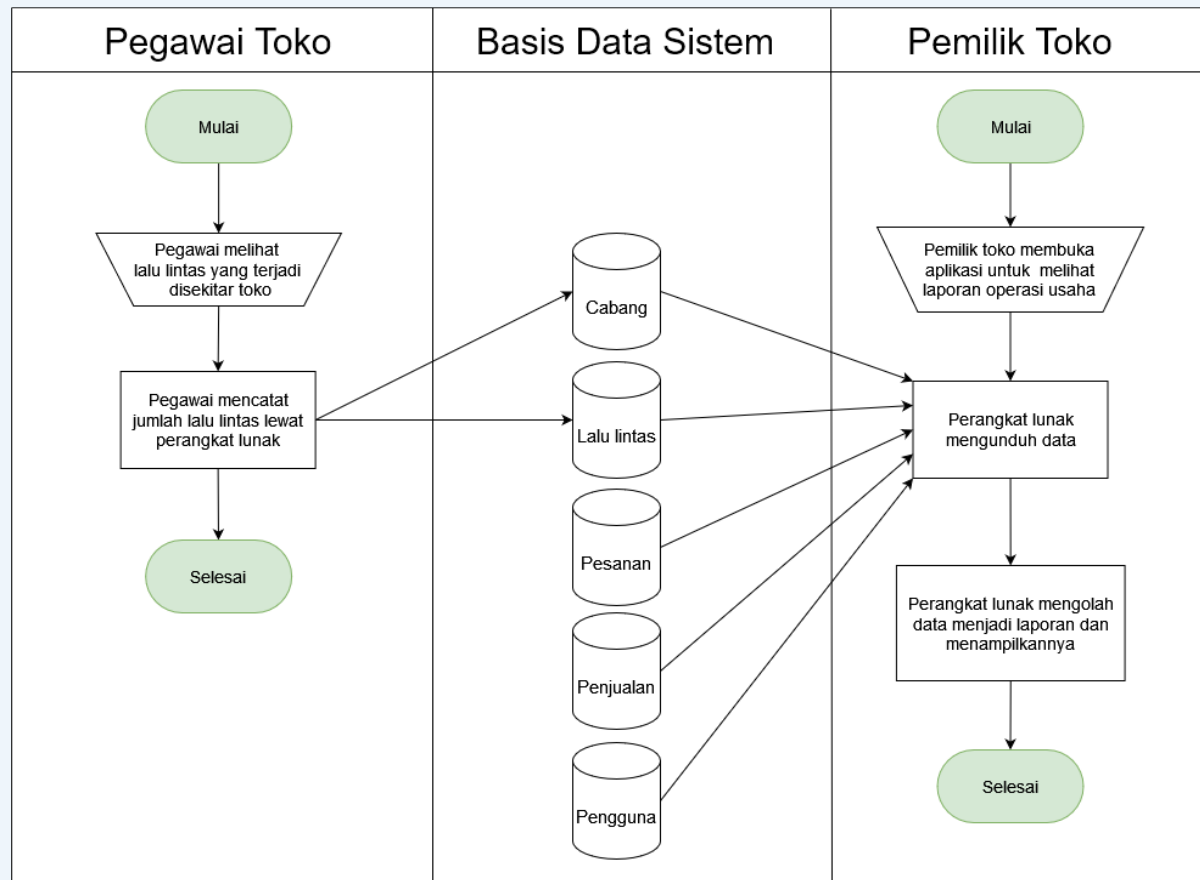 Pegawai Toko
Basis Data Sistem
Pemilik Toko
Mulai
Pegawai melihat
lalu lintas yang terjadi
disekitar toko
Pegawai mencatat
jumlah lalu lintas lewat
perangkat lunak
Selesai
Cabang
Lalu lintas
Pesanan
Penjualan
Pengguna
Mulai
Pemilik toko membuka
aplikasi untuk melihat
laporan operasi usaha
Perangkat lunak
mengunduh data
Perangkat lunak mengolah
data menjadi laporan dan
menampilkannya
Selesai